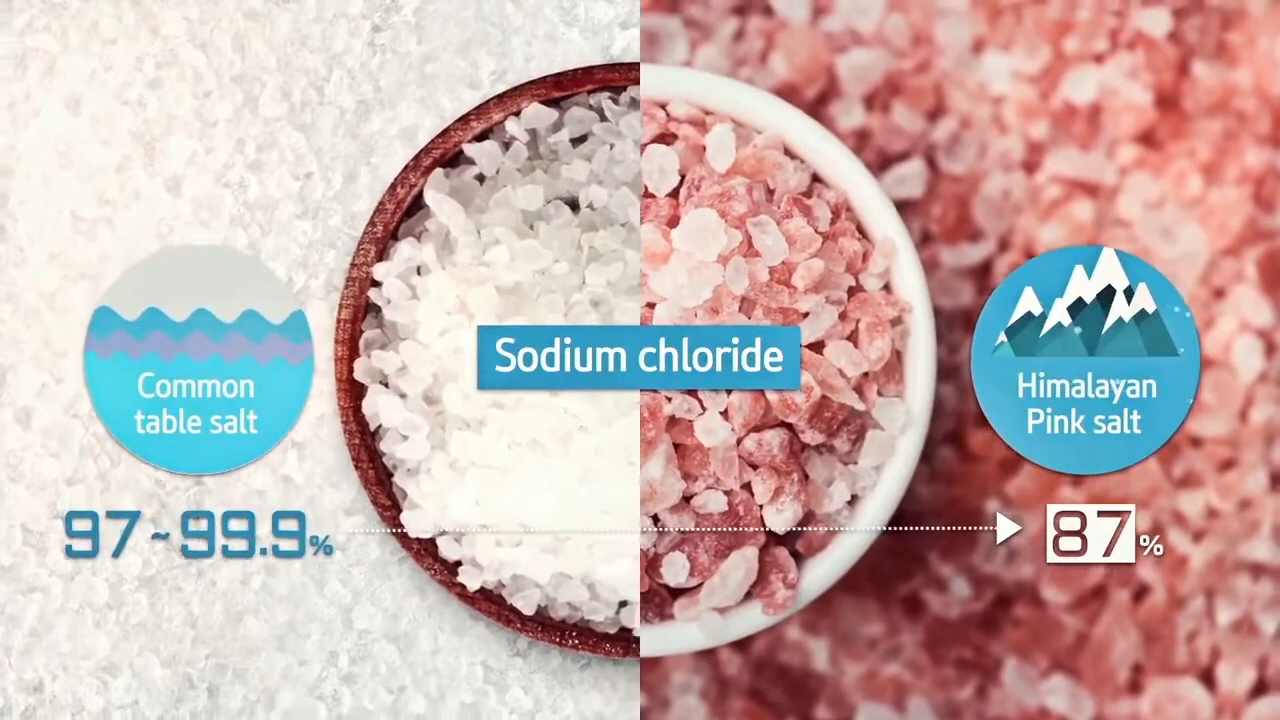 Sodium chloride
Common
table salt
Himalayan
Pink salt
97~99.9%
87%